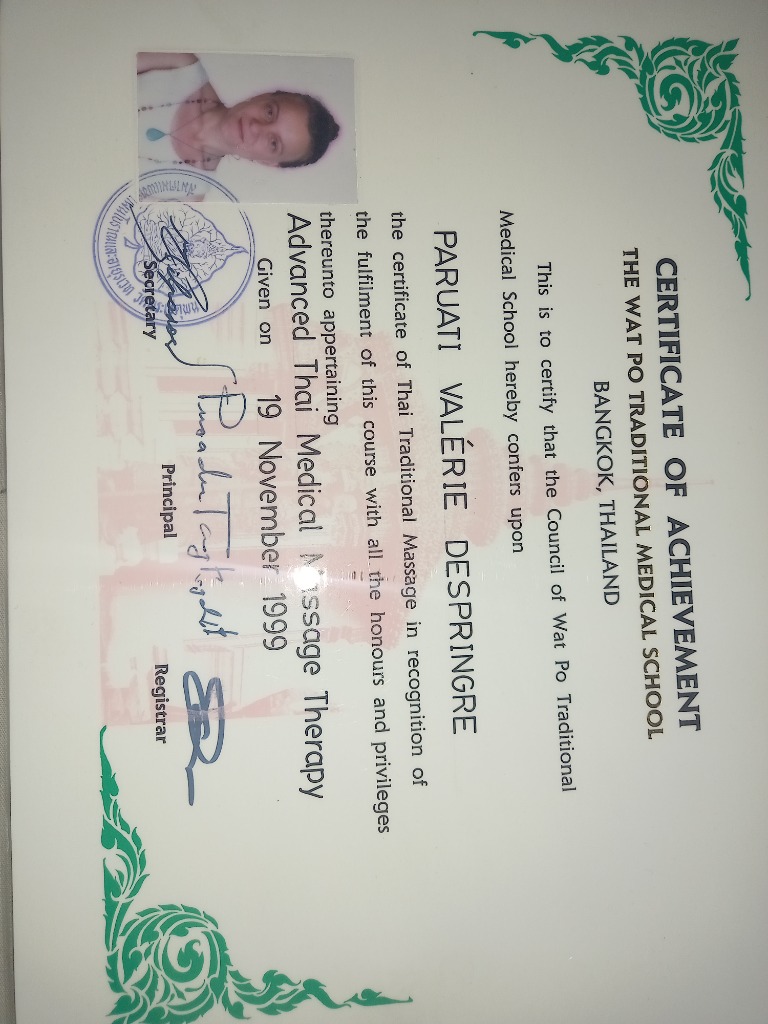 CERTIFICATE OF ACHIEVEMENT
THE WAT PO TRADITIONAL MEDICAL SCHOOL
BANGKOK, THAILAND
This is to certify that the Council of Wat Po Traditional
Medical School hereby confers upon
PARUATI VALÉRIE DESPRINGRE
the certificate of Thai Traditional Massage in recognition of
the fulfilment of this course with all the honours and privileges
thereunto appertaining
Advanced Thai Medical Massage Therapy
Given on 19 November 1999
Secretary
Principal
Registrar